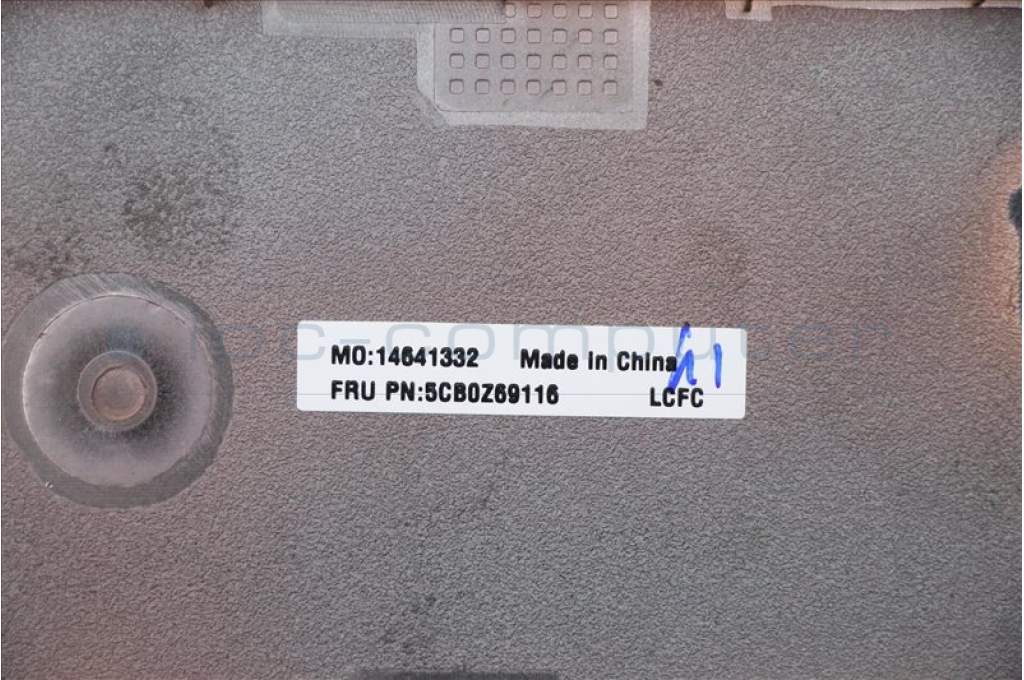 MO:14641332 Made In China
FRU PN:5CB0Z69116 LCFC